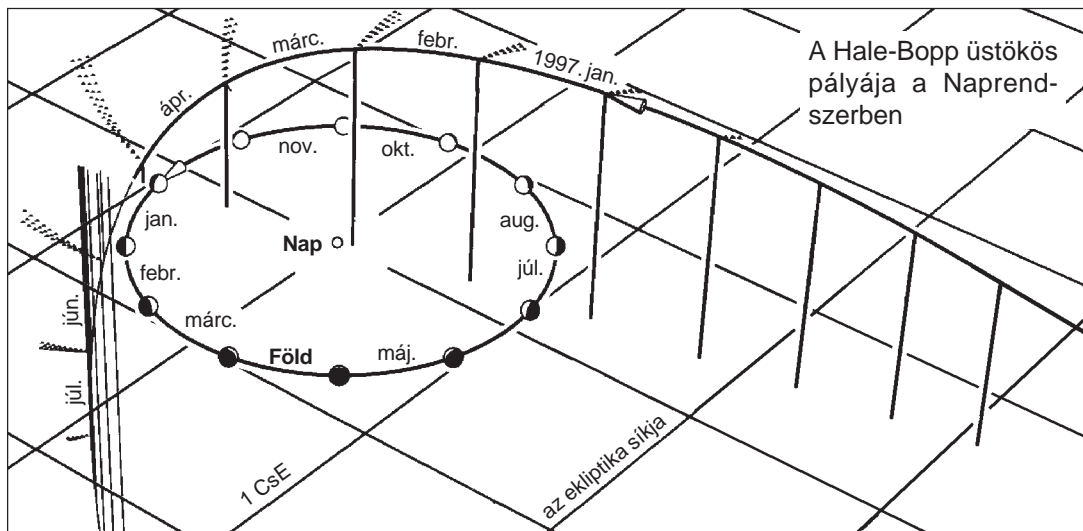 A Hale-Bopp üstökös
pályája a Naprend-
szerben
1997. jan.
febr.
márc.
ápr.
jún.
júl.
nov.
okt.
aug.
júl.
máj.
Föld
márc.
febr.
jan.
Nap
1 CsE
az ekliptika síkja